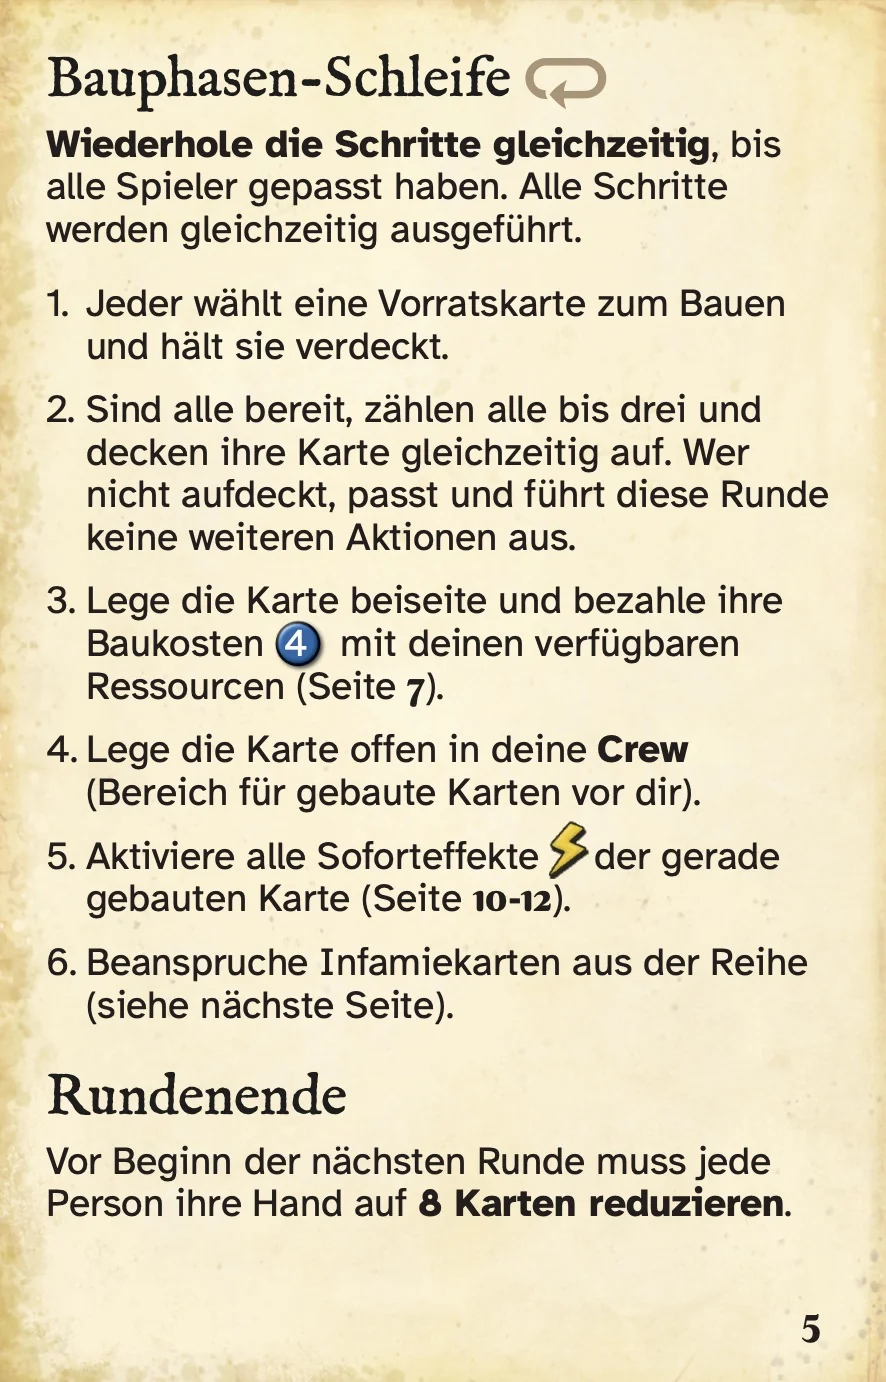 Bauphasen-Schleife
Wiederhole die Schritte gleichzeitig, bis
alle Spieler gepasst haben. Alle Schritte
werden gleichzeitig ausgeführt.
1. Jeder wählt eine Vorratskarte zum Bauen
und hält sie verdeckt.
2. Sind alle bereit, zählen alle bis drei und
decken ihre Karte gleichzeitig auf. Wer
nicht aufdeckt, passt und führt diese Runde
keine weiteren Aktionen aus.
3. Lege die Karte beiseite und bezahle ihre
Baukosten 4 mit deinen verfügbaren
Ressourcen (Seite 7).
4. Lege die Karte offen in deine Crew
(Bereich für gebaute Karten vor dir).
5. Aktiviere alle Soforteffekte der gerade
gebauten Karte (Seite 10-12).
6. Beanspruche Infamiekarten aus der Reihe
(siehe nächste Seite).
Rundenende
Vor Beginn der nächsten Runde muss jede
Person ihre Hand auf 8 Karten reduzieren.
5